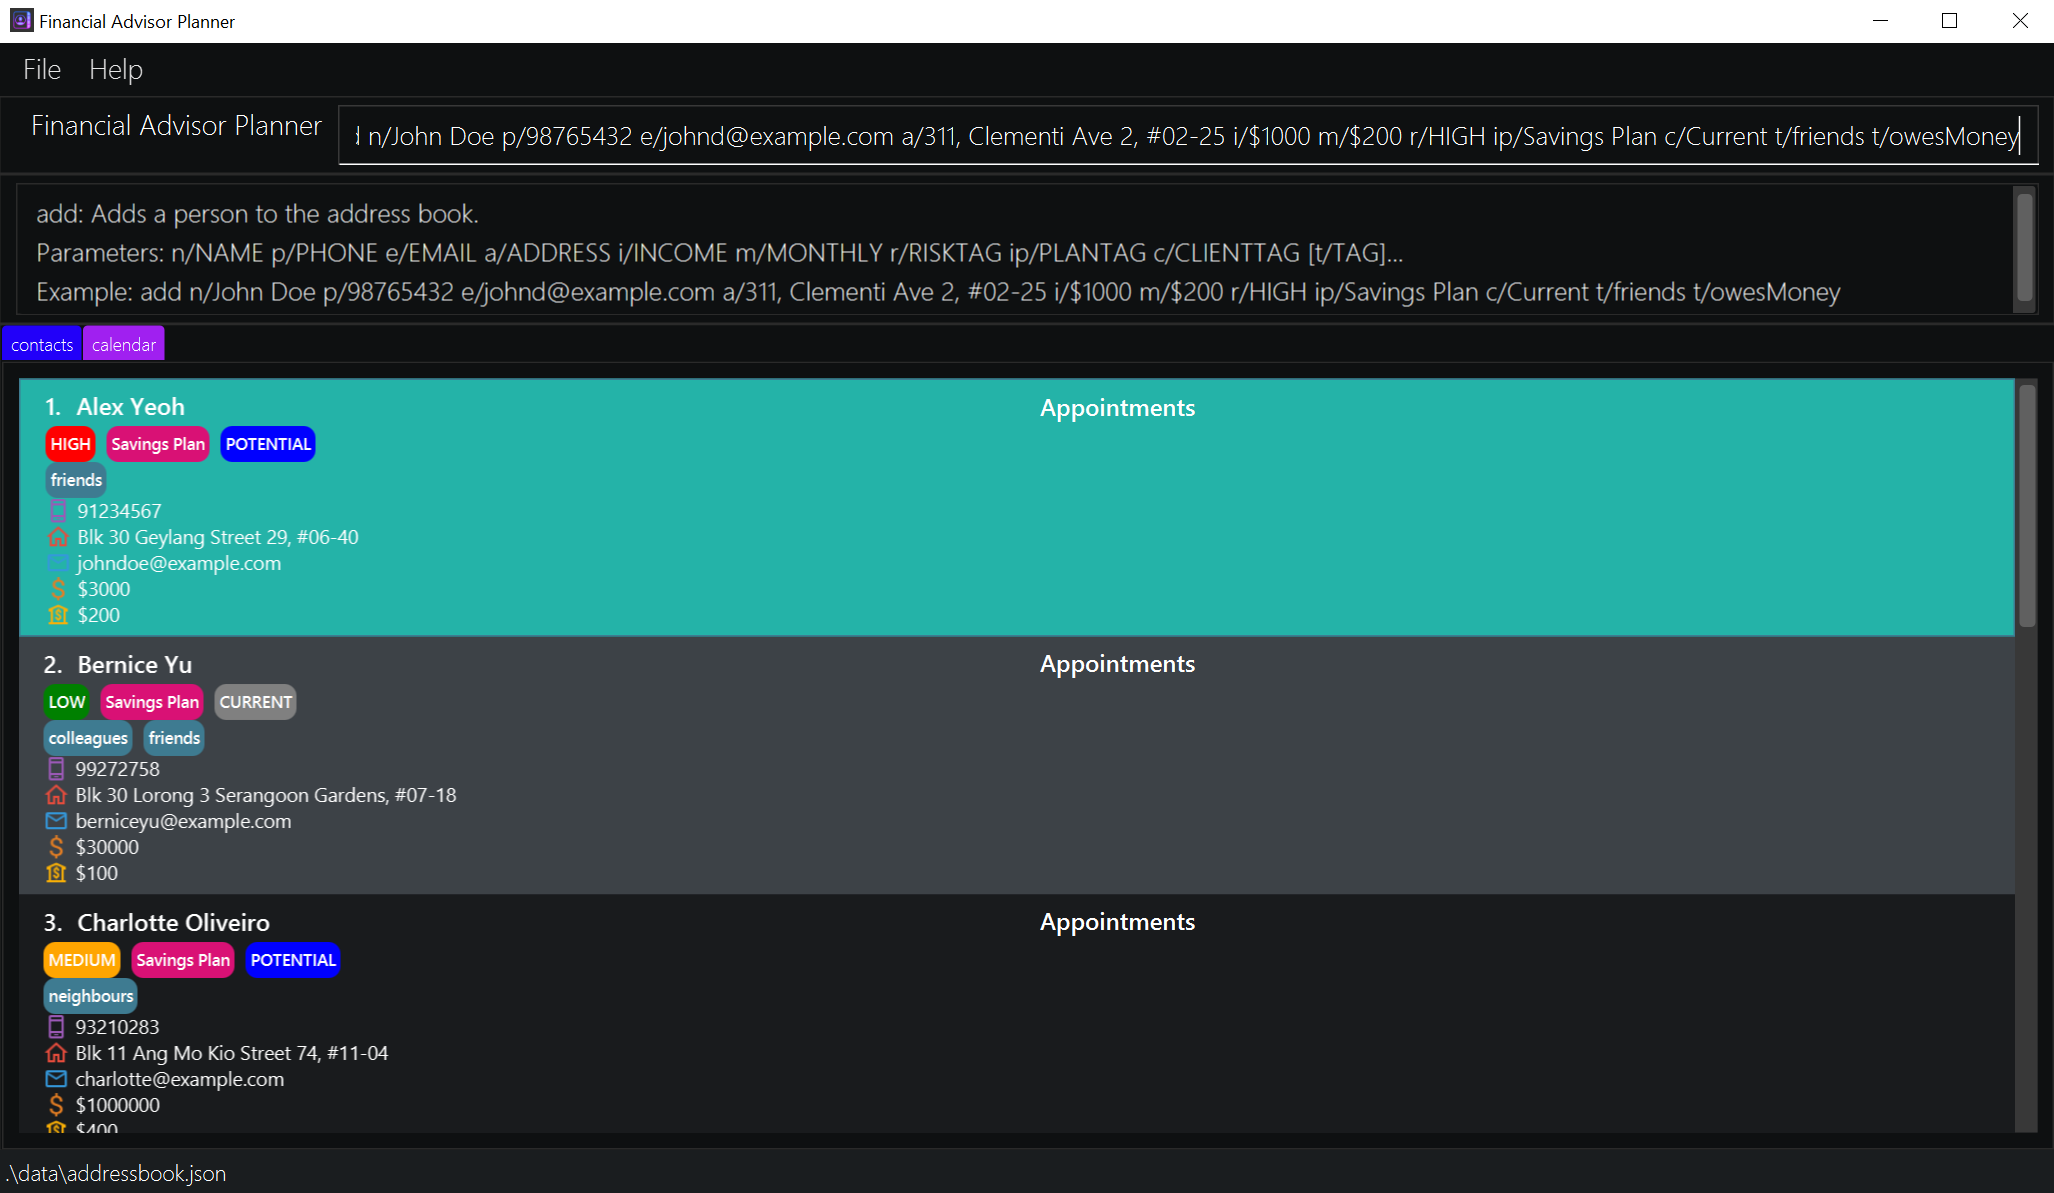 Financial Advisor Planner
File Help
Financial Advisor Planner
n/John Doe p/98765432 e/johnd@example.com a/311, Clementi Ave 2, #02-25 i/$1000 m/$200 r/HIGH ip/Savings Plan c/Current t/friends t/owesMoney
add: Adds a person to the address book.
Parameters: n/NAME p/PHONE e/EMAIL a/ADDRESS i/INCOME m/MONTHLY r/RISKTAG ip/PLANTAG c/CLIENTTAG [t/TAG]...
Example: add n/John Doe p/98765432 e/johnd@example.com a/311, Clementi Ave 2, #02-25 i/$1000 m/$200 r/HIGH ip/Savings Plan c/Current t/friends t/owesMoney
contacts calendar
1. Alex Yeoh
Appointments
HIGH Savings Plan POTENTIAL
friends
91234567
Blk 30 Geylang Street 29, #06-40
johndoe@example.com
$3000
$200
2. Bernice Yu
Appointments
LOW Savings Plan CURRENT
colleagues friends
99272758
Blk 30 Lorong 3 Serangoon Gardens, #07-18
berniceyu@example.com
$30000
$100
3. Charlotte Oliveiro
Appointments
MEDIUM Savings Plan POTENTIAL
neighbours
93210283
Blk 11 Ang Mo Kio Street 74, #11-04
charlotte@example.com
$1000000
$400
.\data\addressbook.json